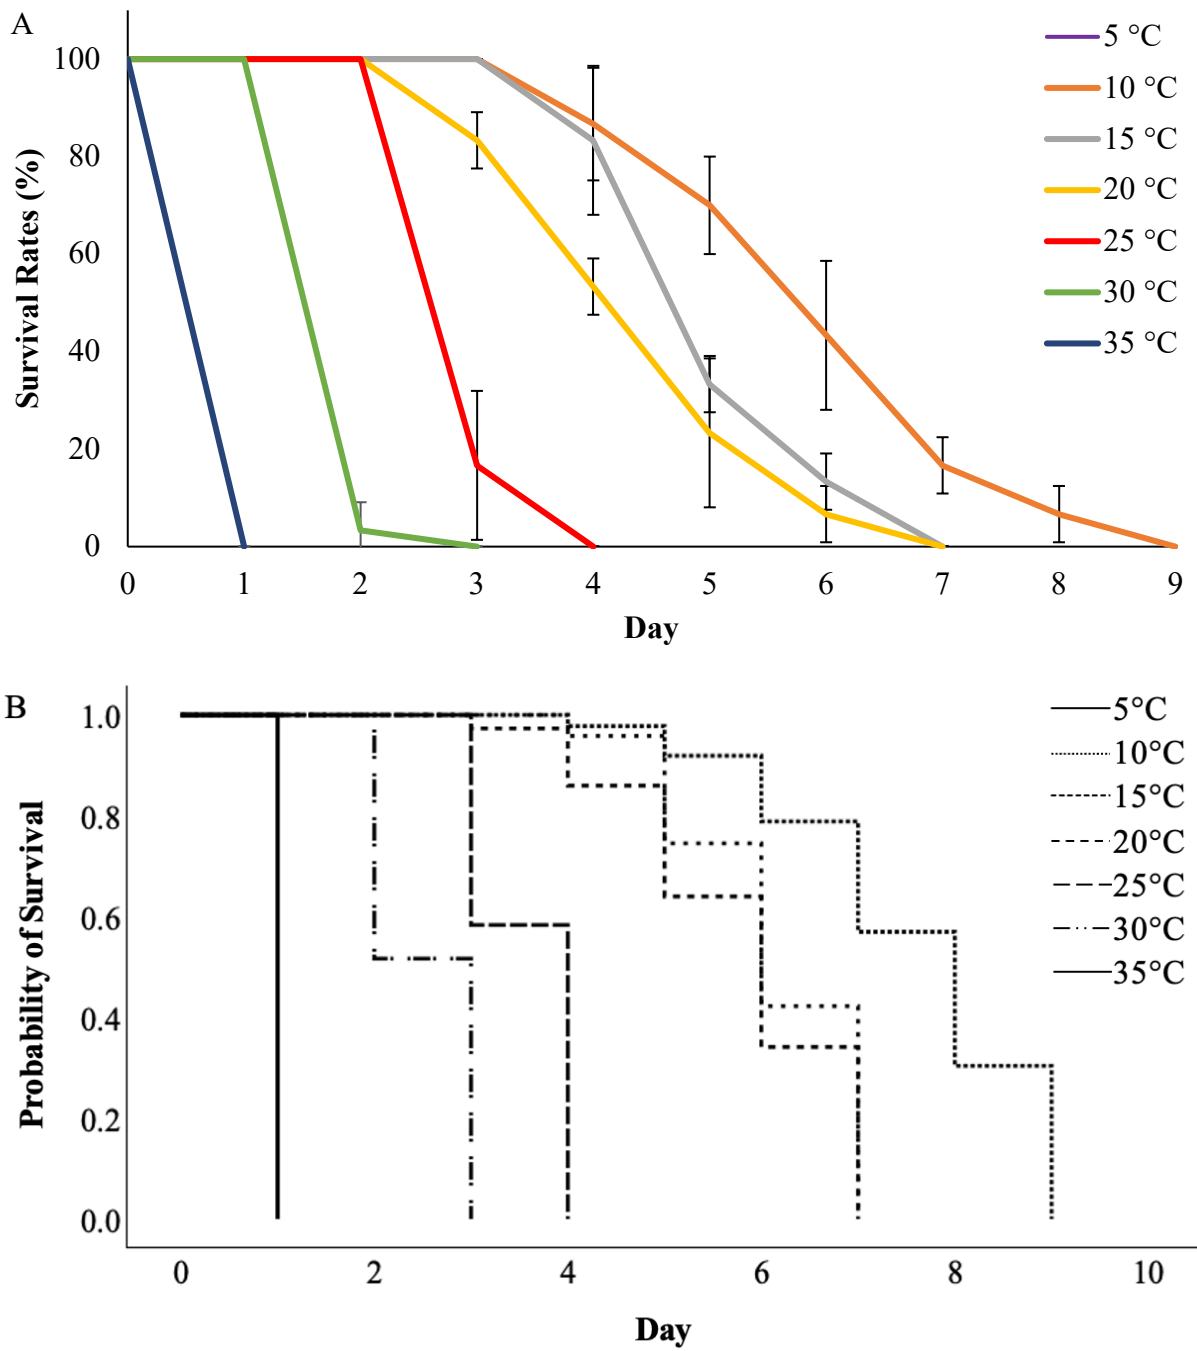 A
100
80
60
40
20
0
Survival Rates (%)
0 1 2 3 4 5 6 7 8 9
Day
5 °C
10 °C
15 °C
20 °C
25 °C
30 °C
35 °C
B
1.0
0.8
0.6
0.4
0.2
0.0
Probability of Survival
0 2 4 6 8 10
Day
5°C
10°C
15°C
20°C
25°C
30°C
35°C